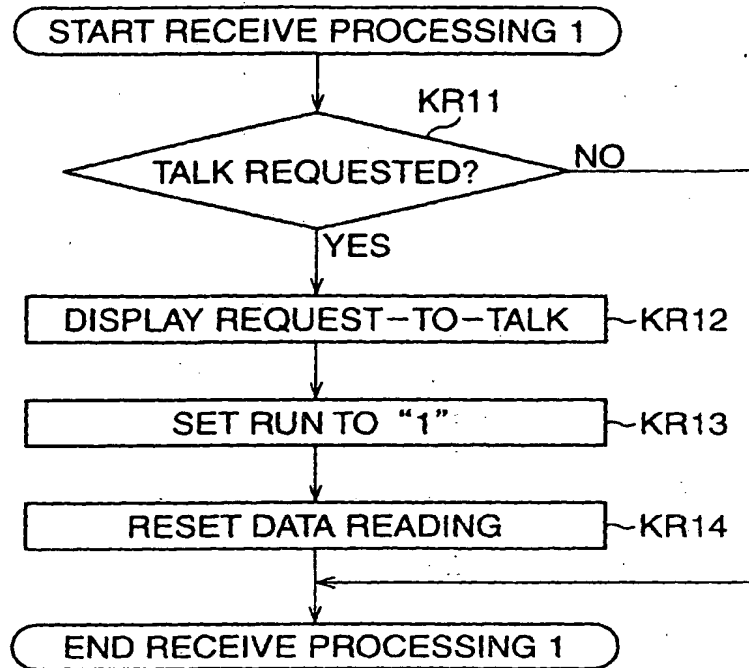 START RECEIVE PROCESSING 1
KR11
TALK REQUESTED?
NO
YES
DISPLAY REQUEST-TO-TALK
KR12
SET RUN TO "1"
KR13
RESET DATA READING
KR14
END RECEIVE PROCESSING 1